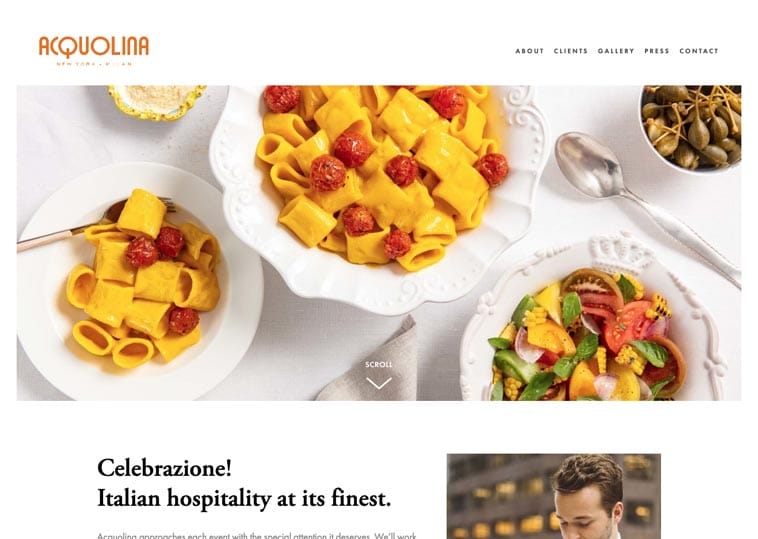 ACQUOLINA
NEW YORK • MILAN
ABOUT CLIENTS GALLERY PRESS CONTACT
SCROLL
Celebrazione!
Italian hospitality at its finest.
Acquolina approaches each event with the special attention it deserves. We'll work